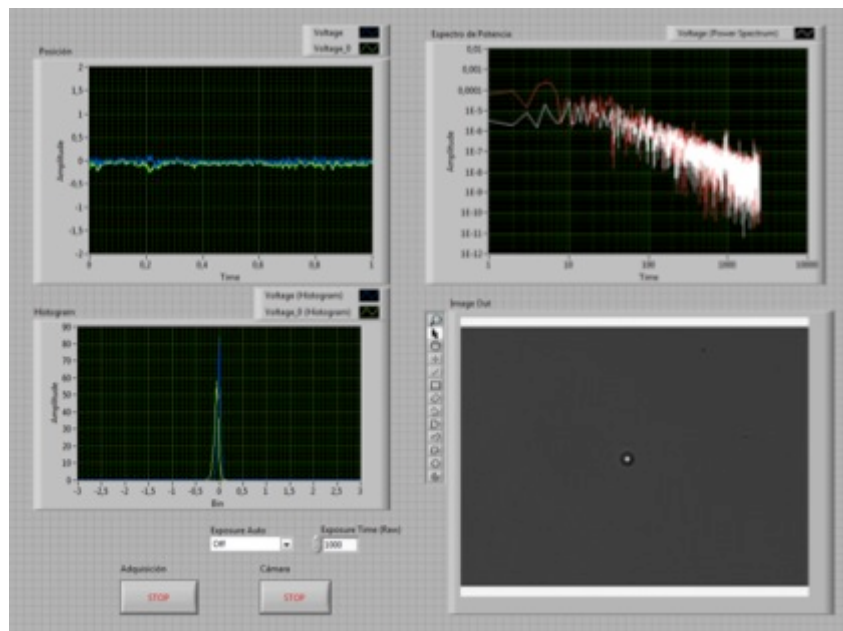 Voltage
Voltage_0
Posición
2
1,5
1
0,5
0
-0,5
-1
-1,5
-2
Amplitude
0 0,2 0,4 0,6 0,8 1
Time
Espectro de Potencia
Voltage (Power Spectrum)
0,01
0,001
0,0001
1E-5
1E-6
1E-7
1E-8
1E-9
1E-10
1E-11
1E-12
Amplitude
1 10 100 1000 10000
Time
Voltage (Histogram)
Voltage_0 (Histogram)
Histogram
90
80
70
60
50
40
30
20
10
0
Amplitude
-3 -2,5 -2 -1,5 -1 -0,5 0 0,5 1 1,5 2 2,5 3
Bin
Image Out
Exposure Auto
Off
Exposure Time (Raw)
1000
Adquisición
STOP
Cámara
STOP